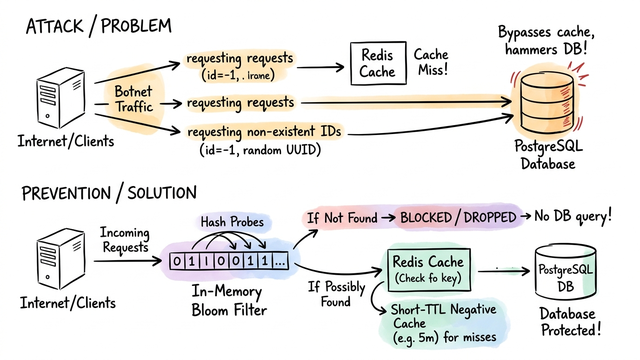 ATTACK / PROBLEM
Internet/Clients
Botnet
Traffic
requesting requests
(id=-1, . irane)
requesting requests
requesting non-existent IDs
(id=-1, random UUID)
Redis
Cache
Cache
Miss!
Bypasses cache,
hammers DB!
PostgreSQL
Database
PREVENTION / SOLUTION
Internet/Clients
Incoming
Requests
Hash Probes
0 1 1 0 0 1 1 ...
In-Memory
Bloom Filter
If Not Found
BLOCKED / DROPPED
No DB query!
If Possibly
Found
Redis Cache
(Check fo key)
Short-TTL Negative
Cache
(e.g. 5m) for misses
PostgreSQL
DB
Database
Protected!